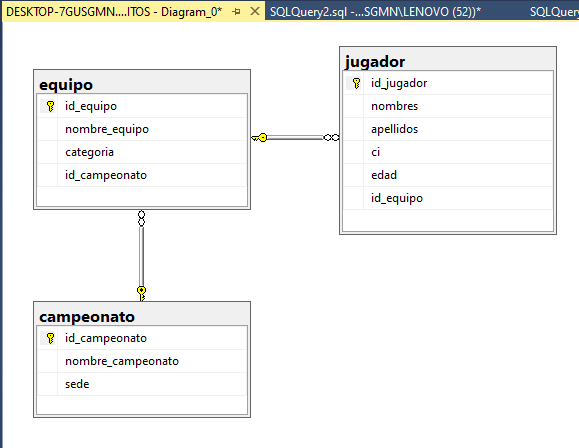 DESKTOP-7GUSGMN....ITOS - Diagram_0*
SQLQuery2.sql -...SGMN\LENOVO (52))*
SQLQuery
equipo
id_equipo
nombre_equipo
categoria
id_campeonato
jugador
id_jugador
nombres
apellidos
ci
edad
id_equipo
campeonato
id_campeonato
nombre_campeonato
sede